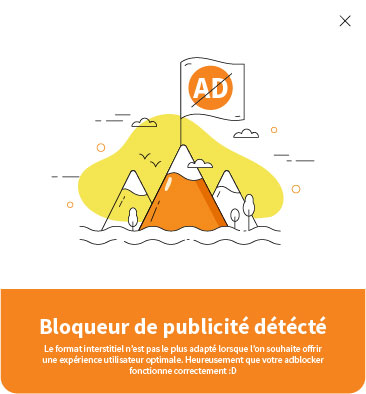 AD
Bloqueur de publicité détécté
Le format interstitiel n'est pas le plus adapté lorsque l'on souhaite offrir
une expérience utilisateur optimale. Heureusement que votre adblocker
fonctionne correctement :D